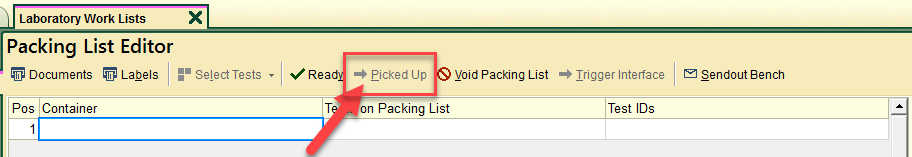 Laboratory Work Lists
Packing List Editor
Documents Labels Select Tests Ready Picked Up Void Packing List Trigger Interface Sendout Bench
Pos Container Te on Packing List Test IDs
1